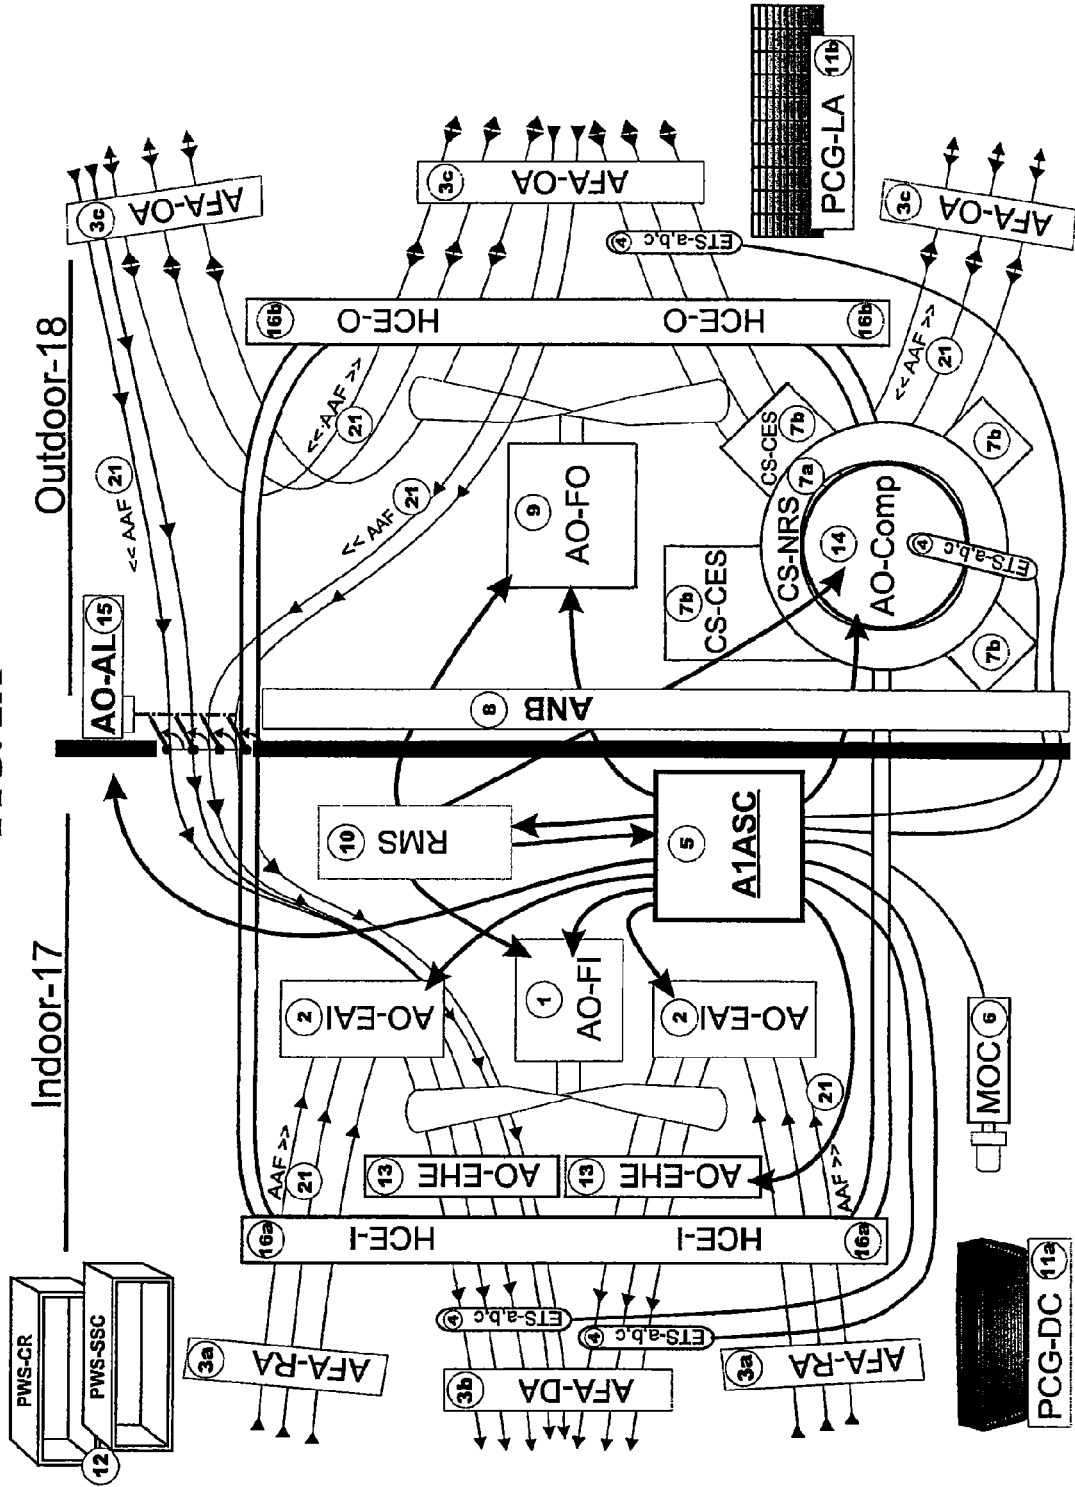 Indoor-17
Outdoor-18
PWS-CR
PWS-SSC
12
AO-AL 15
3c
AFA-OA
<< AAF
21
16b
HCE-O
HCE-O
16b
<< AAF >>
21
<< AAF
21
3c
AFA-OA
4 ETS-a,b,c
PCG-LA 11b
3c
AFA-OA
<< AAF >>
21
9
AO-FO
CS-CES
7b
7b
CS-CES
CS-NRS 7a
14
AO-Comp
4 ETS-a,b,c
7b
7b
8 ANB
10 RMS
5
A1ASC
2
AO-EAI
1
AO-FI
2
AO-EAI
MOC 6
AAF >>
21
21
AAF >>
13 AO-EHE
13 AO-EHE
16a
HCE-I
HCE-I
16a
3a
AFA-RA
4 ETS-a,b,c
4 ETS-a,b,c
3b
AFA-DA
3a
AFA-RA
PCG-DC 11a